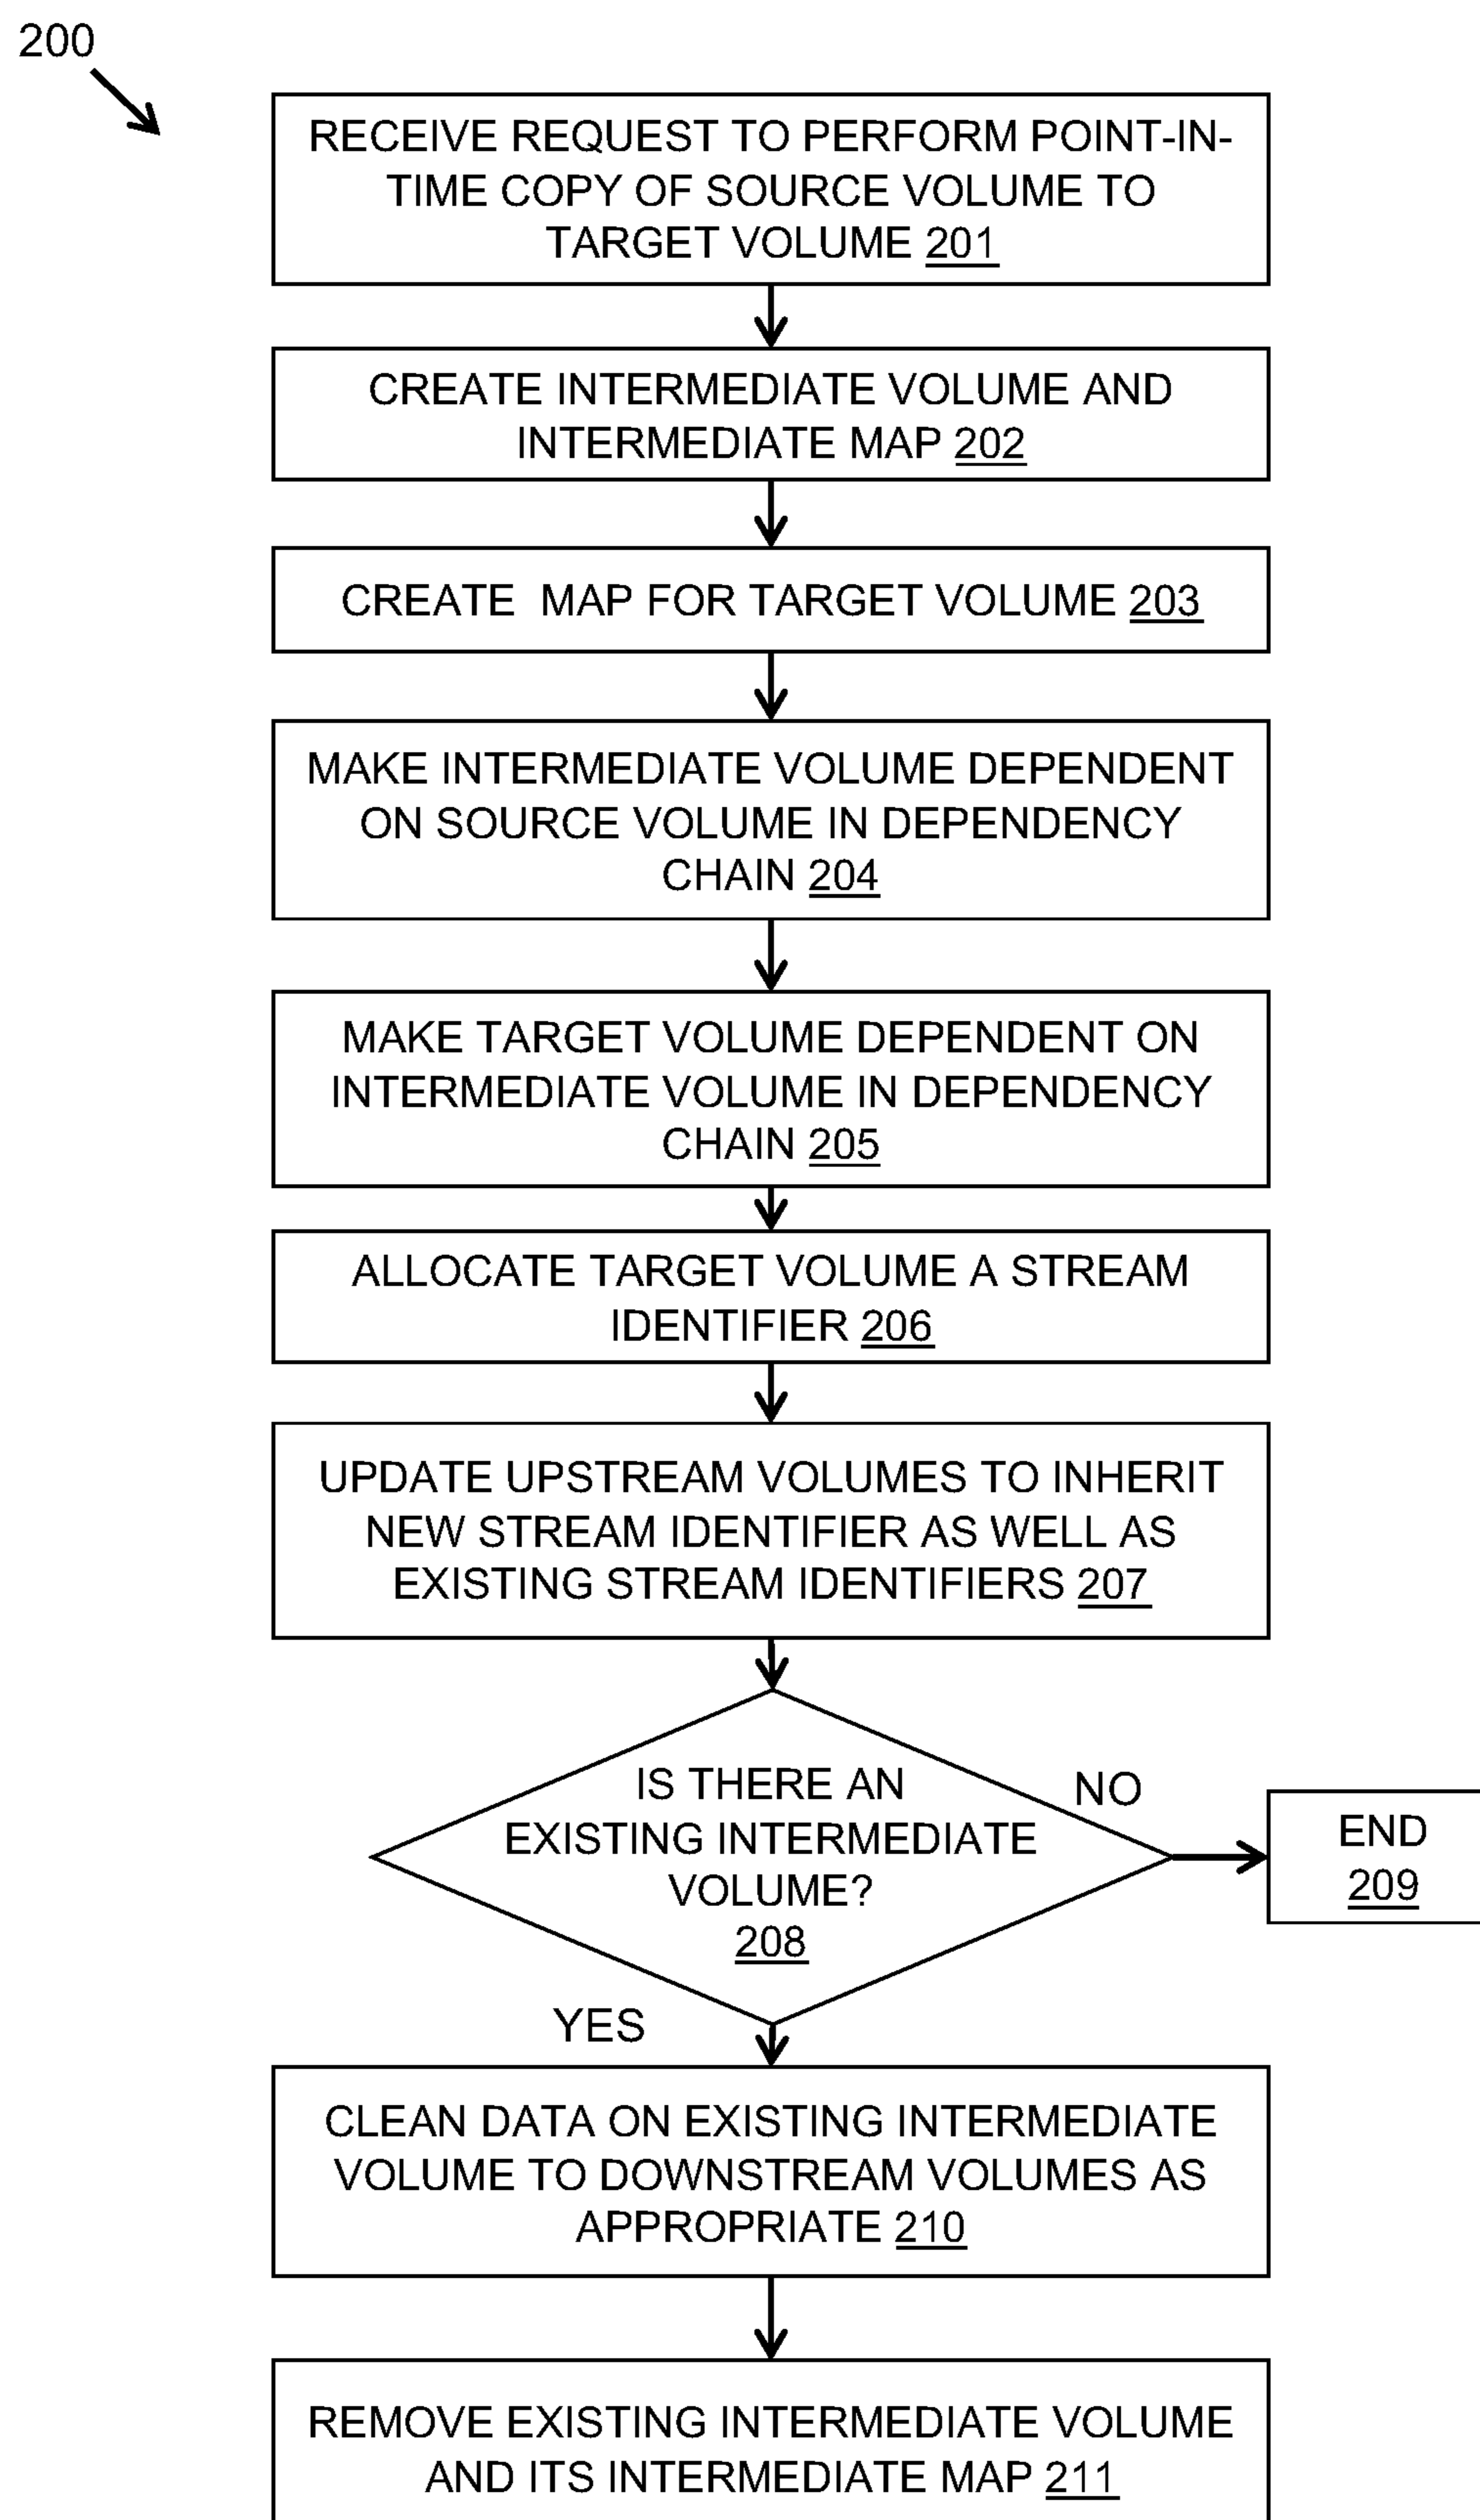 200
RECEIVE REQUEST TO PERFORM POINT-IN-
TIME COPY OF SOURCE VOLUME TO
TARGET VOLUME 201
CREATE INTERMEDIATE VOLUME AND
INTERMEDIATE MAP 202
CREATE MAP FOR TARGET VOLUME 203
MAKE INTERMEDIATE VOLUME DEPENDENT
ON SOURCE VOLUME IN DEPENDENCY
CHAIN 204
MAKE TARGET VOLUME DEPENDENT ON
INTERMEDIATE VOLUME IN DEPENDENCY
CHAIN 205
ALLOCATE TARGET VOLUME A STREAM
IDENTIFIER 206
UPDATE UPSTREAM VOLUMES TO INHERIT
NEW STREAM IDENTIFIER AS WELL AS
EXISTING STREAM IDENTIFIERS 207
IS THERE AN
EXISTING INTERMEDIATE
VOLUME?
208
NO
END
209
YES
CLEAN DATA ON EXISTING INTERMEDIATE
VOLUME TO DOWNSTREAM VOLUMES AS
APPROPRIATE 210
REMOVE EXISTING INTERMEDIATE VOLUME
AND ITS INTERMEDIATE MAP 211